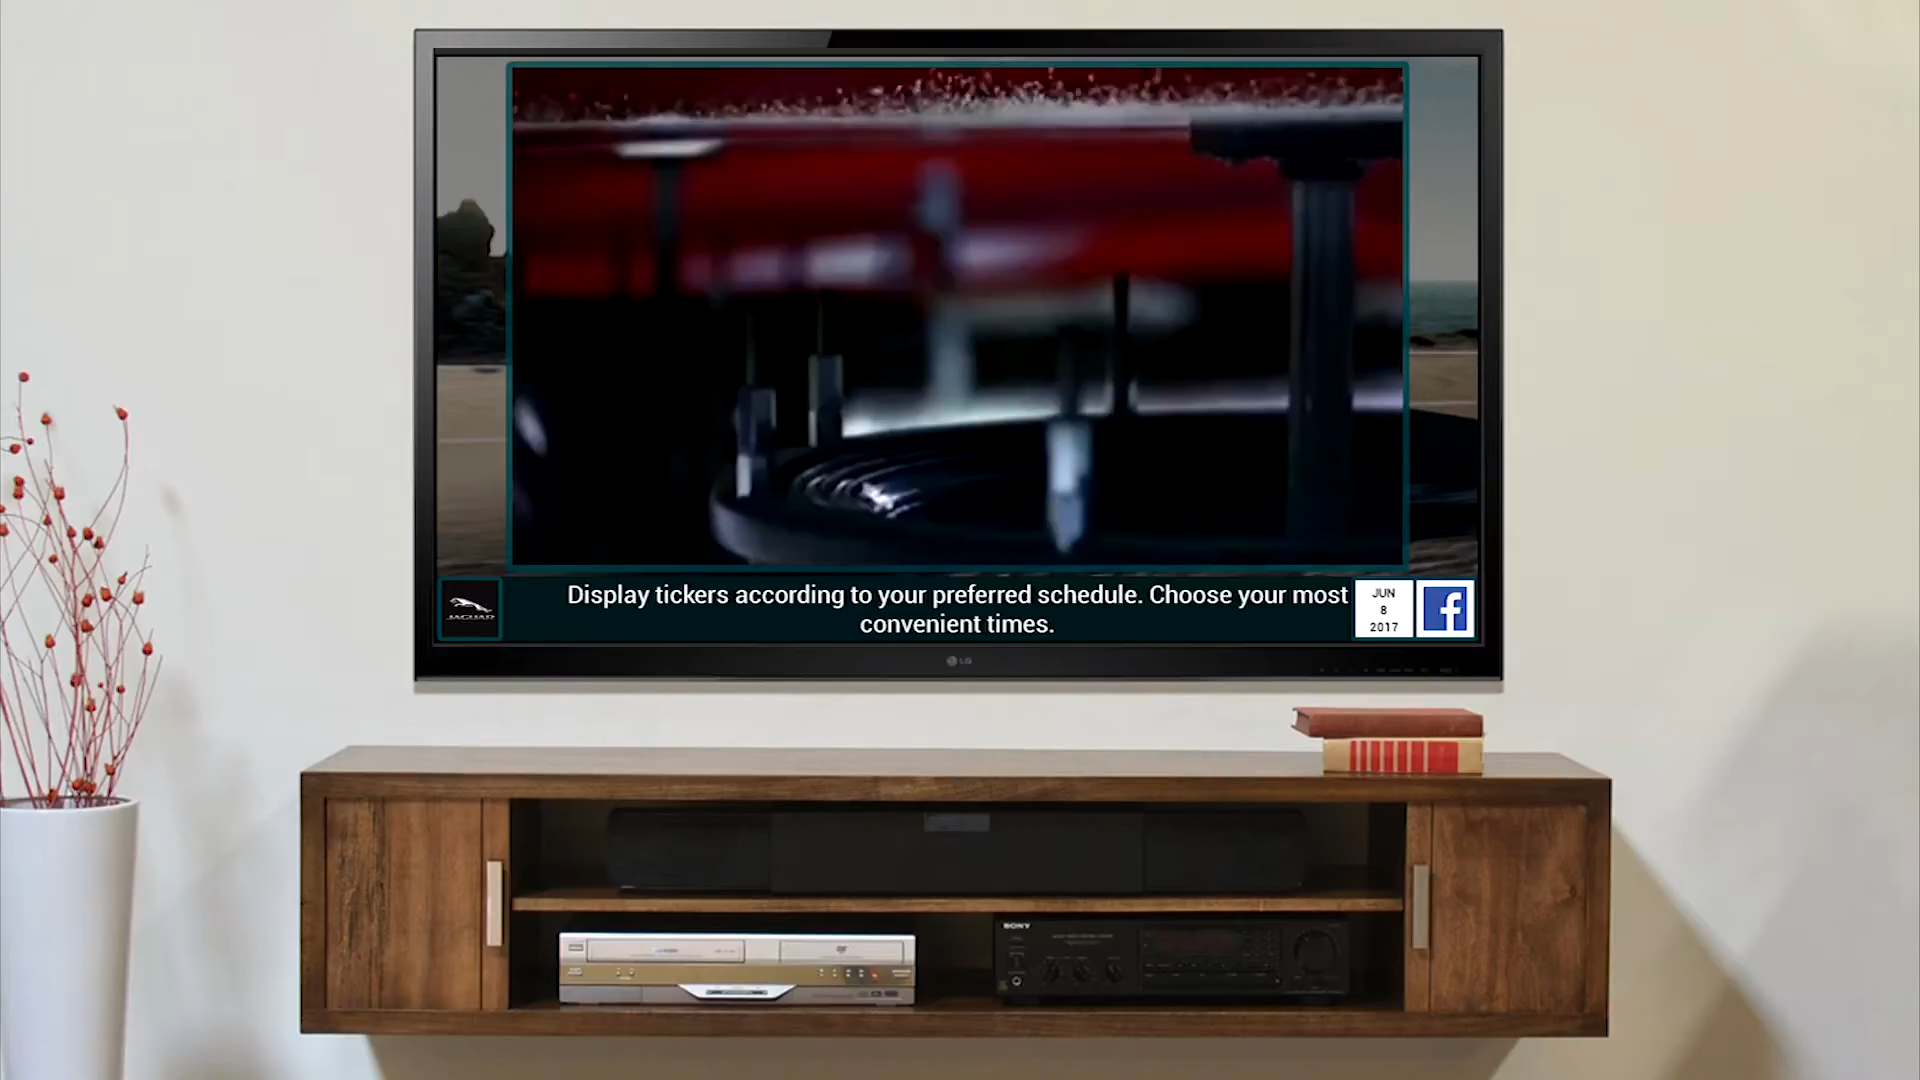 Display tickers according to your preferred schedule. Choose your most
convenient times.
JUN
8
2017
JAGUAR
LG
SONY